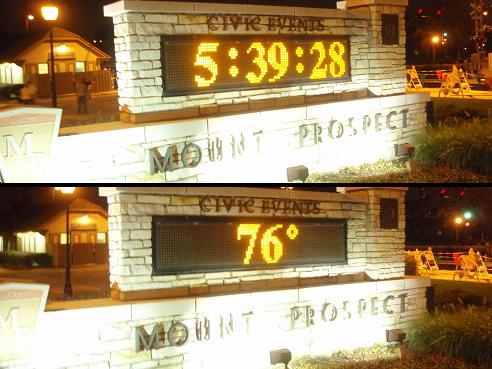 CIVIC EVENTS
5:39:28
MOUNT PROSPECT
M
CIVIC EVENTS
76°
MOUNT PROSPECT
M